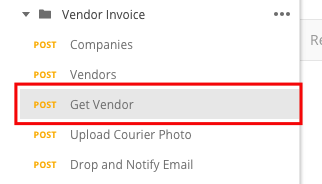 Vendor Invoice
POST Companies
POST Vendors
POST Get Vendor
POST Upload Courier Photo
POST Drop and Notify Email